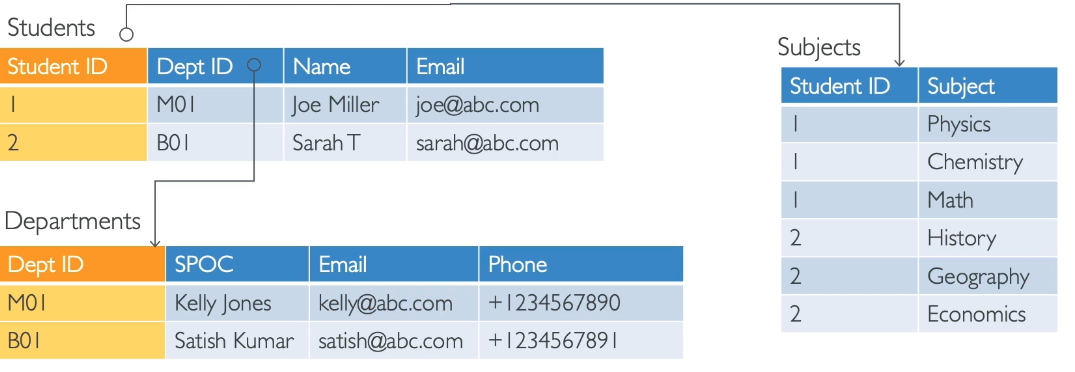 Students
Student ID Dept ID Name Email
1 M01 Joe Miller joe@abc.com
2 B01 Sarah T sarah@abc.com
Subjects
Student ID Subject
1 Physics
1 Chemistry
1 Math
2 History
2 Geography
2 Economics
Departments
Dept ID SPOC Email Phone
M01 Kelly Jones kelly@abc.com +1234567890
B01 Satish Kumar satish@abc.com +1234567891